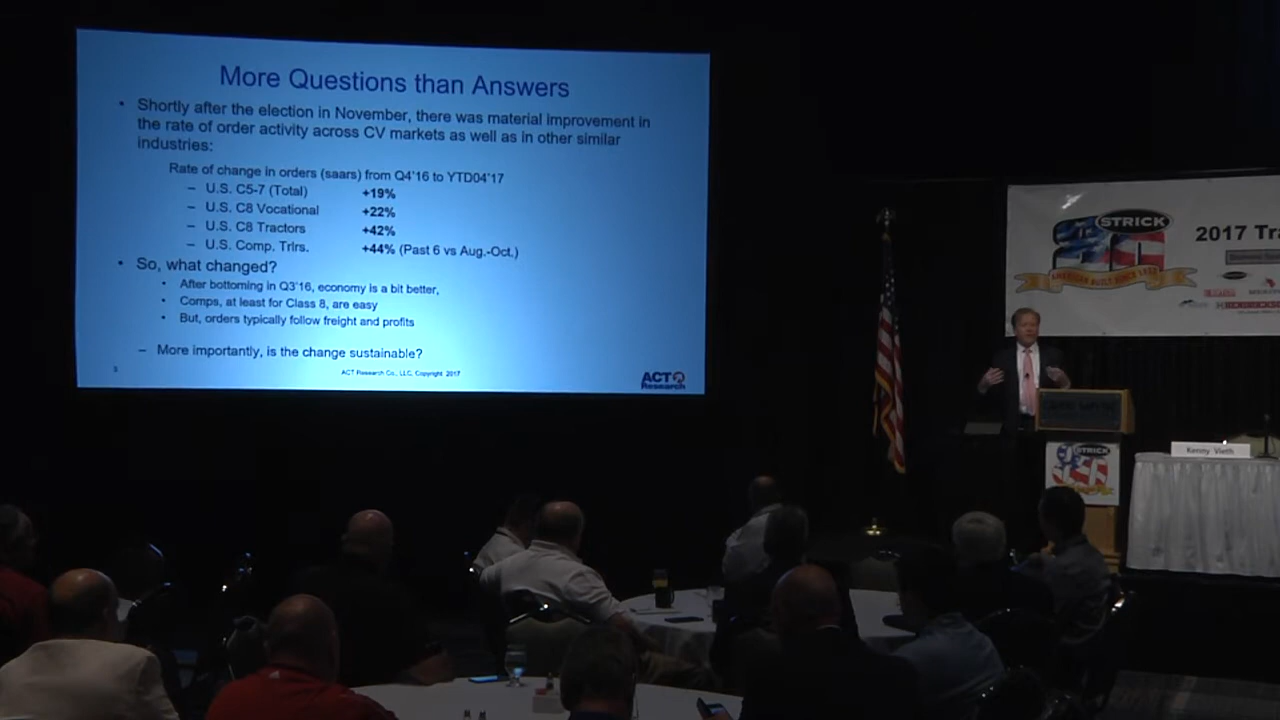 More Questions than Answers
• Shortly after the election in November, there was material improvement in
the rate of order activity across CV markets as well as in other similar
industries:
Rate of change in orders (saars) from Q4'16 to YTD04'17
– U.S. C5-7 (Total) +19%
– U.S. C8 Vocational +22%
– U.S. C8 Tractors +42%
– U.S. Comp. Trlrs. +44% (Past 6 vs Aug.-Oct.)
• So, what changed?
• After bottoming in Q3'16, economy is a bit better,
• Comps, at least for Class 8, are easy
• But, orders typically follow freight and profits
– More importantly, is the change sustainable?
ACT Research Co., LLC, Copyright 2017
ACT
Research
STRICK
2017 Tra
AMERICAN BUILT SINCE
STRICK
Kenny Vieth